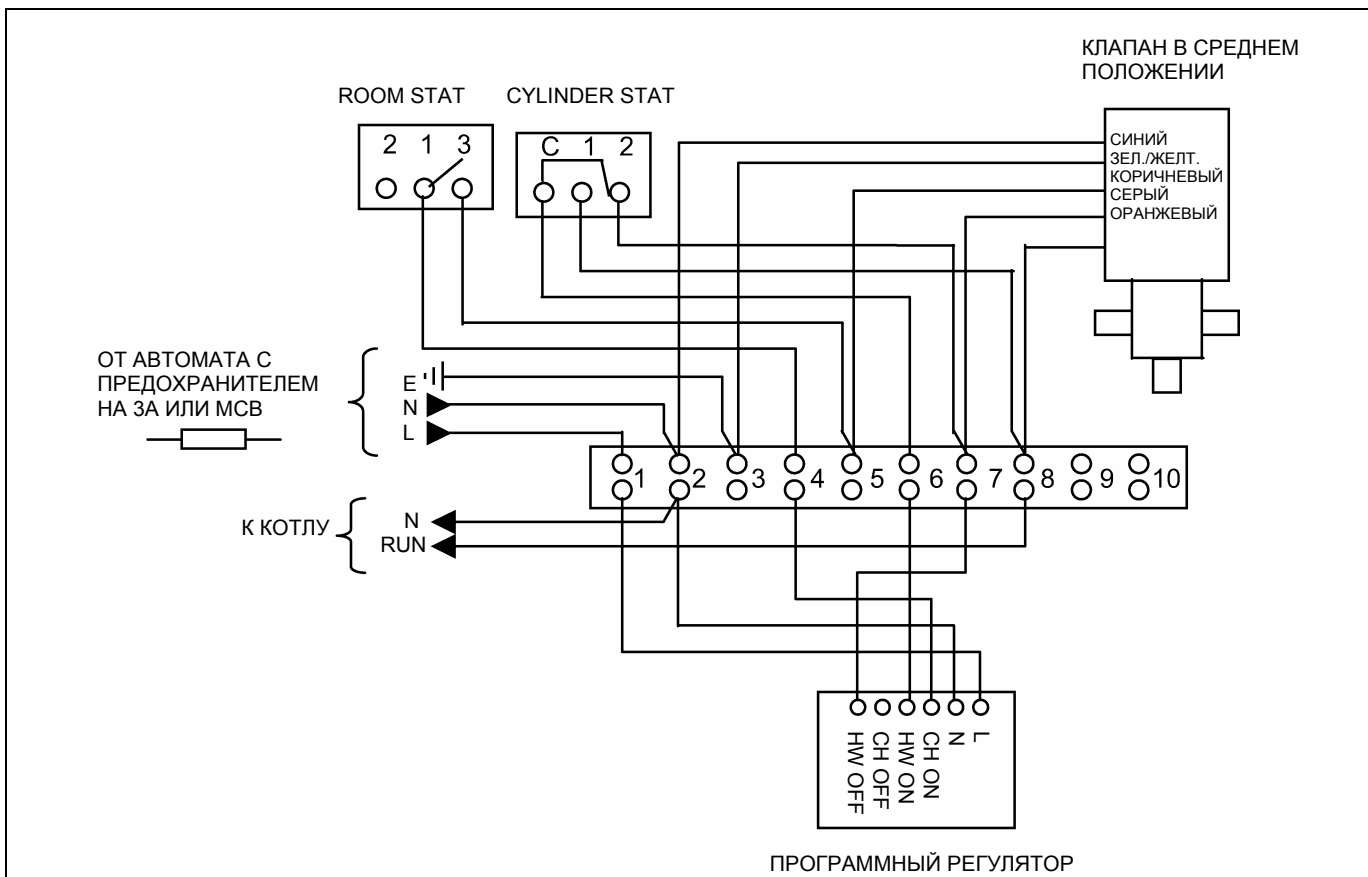 КЛАПАН В СРЕДНЕМ
ПОЛОЖЕНИИ
ROOM STAT
CYLINDER STAT
2 1 3
C 1 2
СИНИЙ
ЗЕЛ./ЖЕЛТ.
КОРИЧНЕВЫЙ
СЕРЫЙ
ОРАНЖЕВЫЙ
ОТ АВТОМАТА С
ПРЕДОХРАНИТЕЛЕМ
НА 3А ИЛИ МСВ
E
N
L
1 2 3 4 5 6 7 8 9 10
К КОТЛУ
N
RUN
HW OFF
CH OFF
HW ON
CH ON
N
L
ПРОГРАММНЫЙ РЕГУЛЯТОР